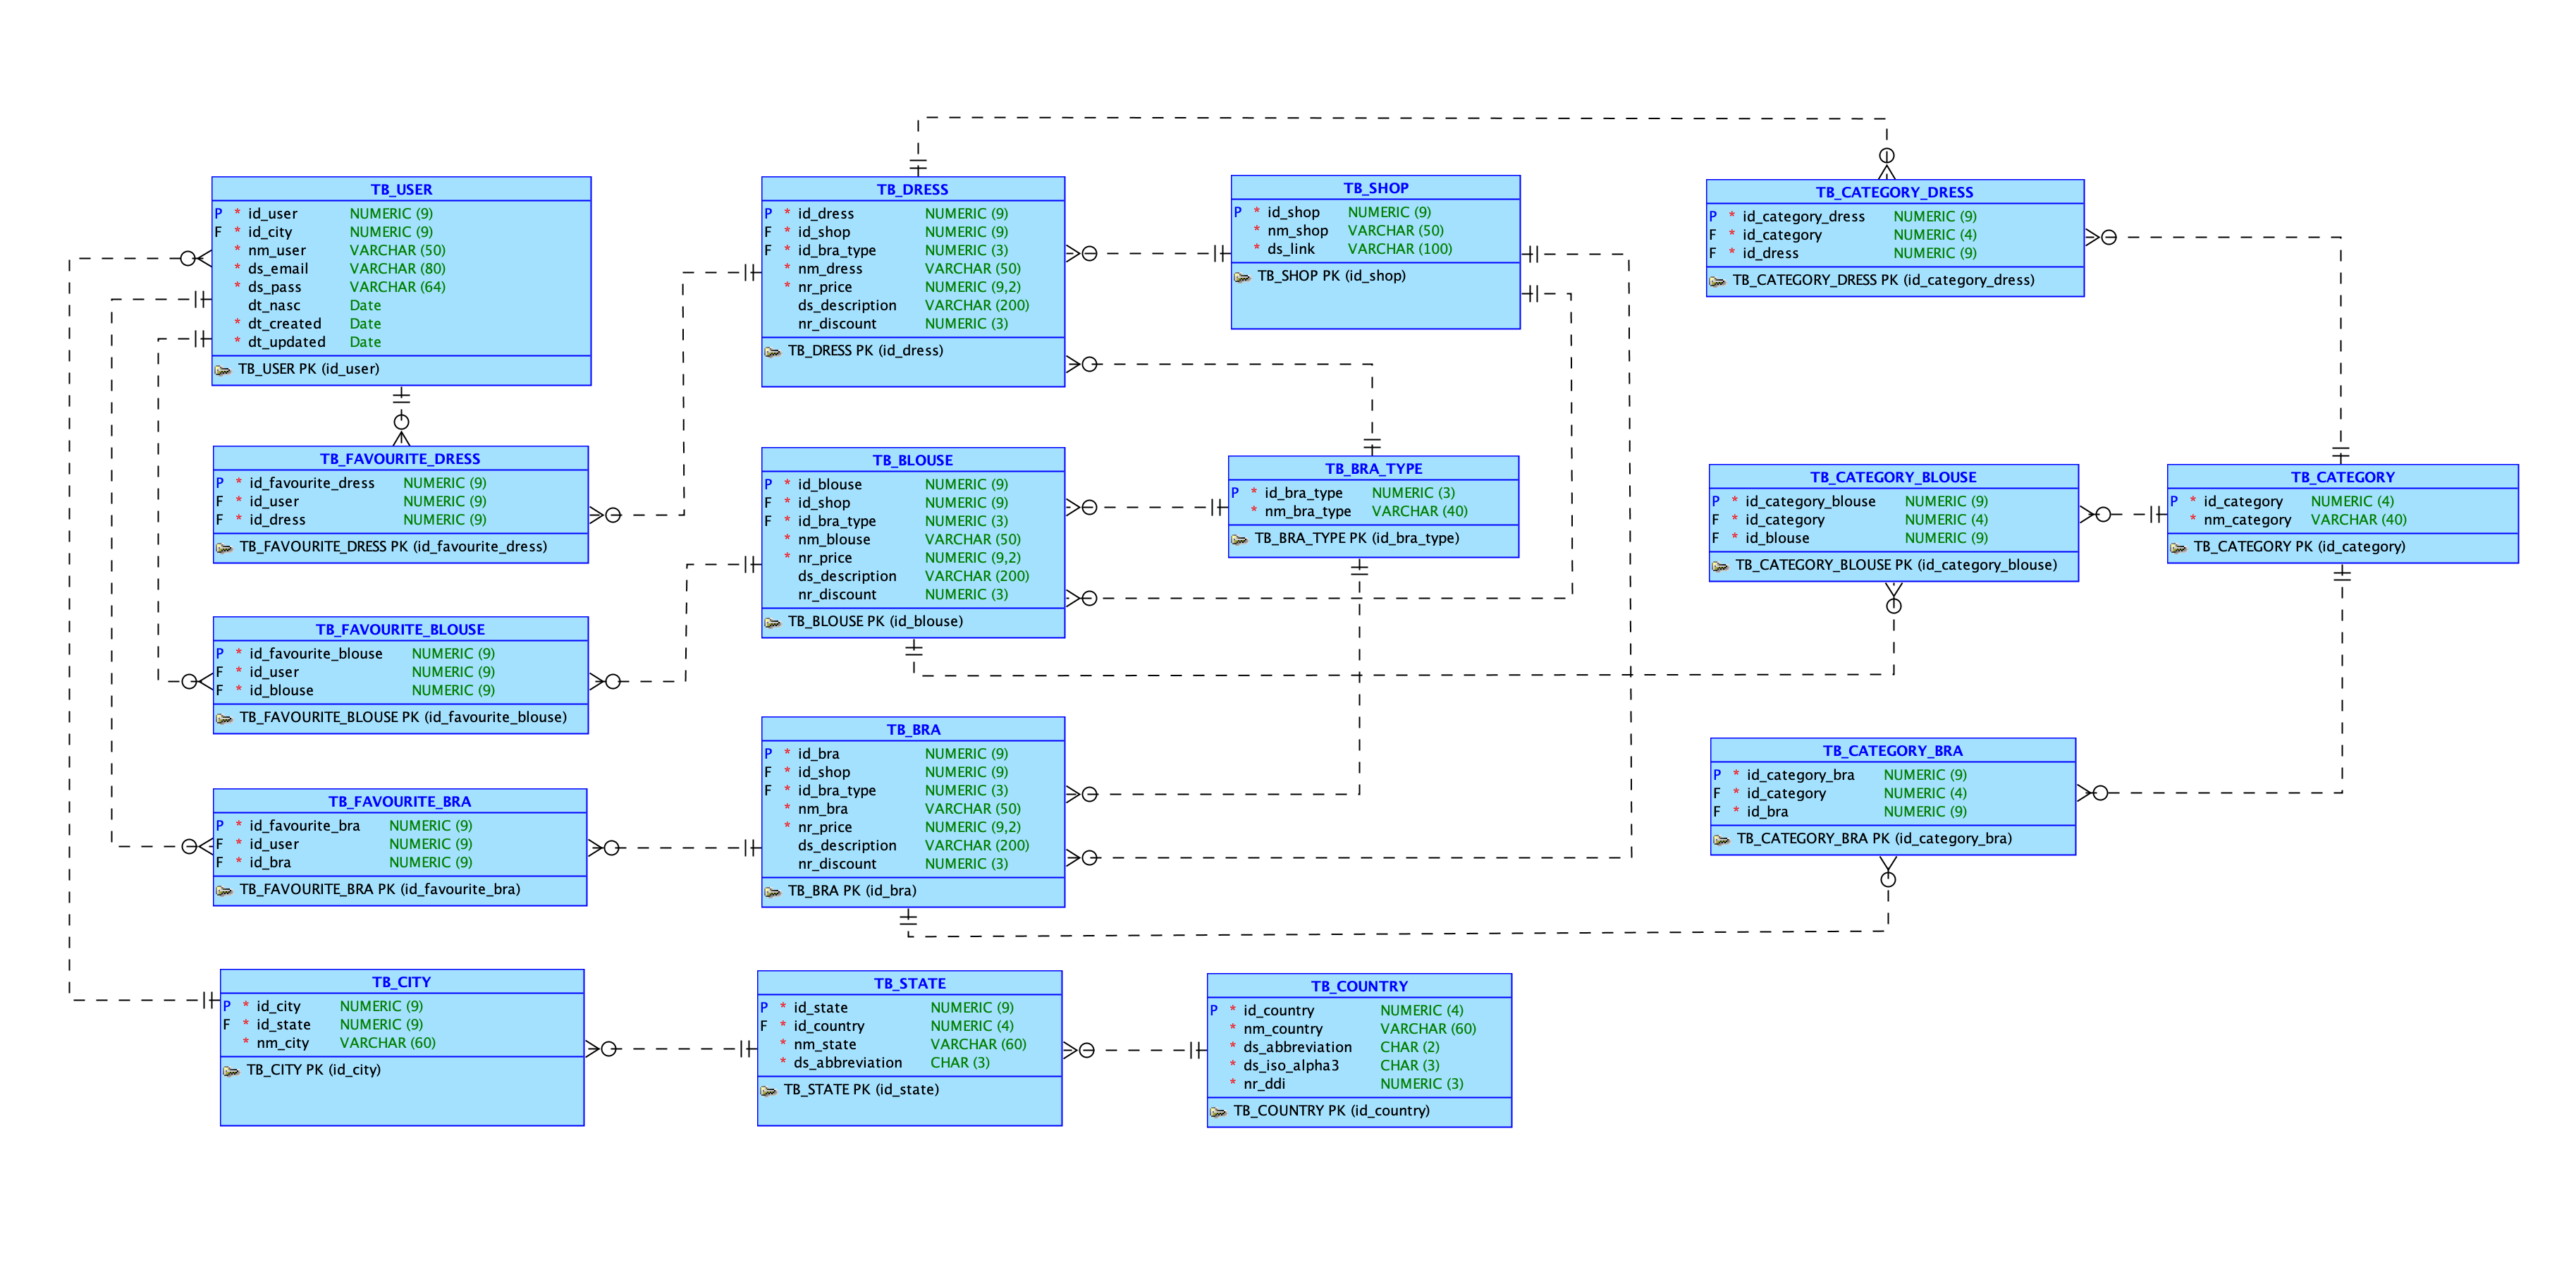 TB_USER
P * id_user NUMERIC (9)
F * id_city NUMERIC (9)
* nm_user VARCHAR (50)
* ds_email VARCHAR (80)
* ds_pass VARCHAR (64)
dt_nasc Date
* dt_created Date
* dt_updated Date
TB_USER PK (id_user)
TB_DRESS
P * id_dress NUMERIC (9)
F * id_shop NUMERIC (9)
F * id_bra_type NUMERIC (3)
* nm_dress VARCHAR (50)
* nr_price NUMERIC (9,2)
ds_description VARCHAR (200)
nr_discount NUMERIC (3)
TB_DRESS PK (id_dress)
TB_SHOP
P * id_shop NUMERIC (9)
* nm_shop VARCHAR (50)
* ds_link VARCHAR (100)
TB_SHOP PK (id_shop)
TB_CATEGORY_DRESS
P * id_category_dress NUMERIC (9)
F * id_category NUMERIC (4)
F * id_dress NUMERIC (9)
TB_CATEGORY_DRESS PK (id_category_dress)
TB_FAVOURITE_DRESS
P * id_favourite_dress NUMERIC (9)
F * id_user NUMERIC (9)
F * id_dress NUMERIC (9)
TB_FAVOURITE_DRESS PK (id_favourite_dress)
TB_BLOUSE
P * id_blouse NUMERIC (9)
F * id_shop NUMERIC (9)
F * id_bra_type NUMERIC (3)
* nm_blouse VARCHAR (50)
* nr_price NUMERIC (9,2)
ds_description VARCHAR (200)
nr_discount NUMERIC (3)
TB_BLOUSE PK (id_blouse)
TB_BRA_TYPE
P * id_bra_type NUMERIC (3)
* nm_bra_type VARCHAR (40)
TB_BRA_TYPE PK (id_bra_type)
TB_CATEGORY_BLOUSE
P * id_category_blouse NUMERIC (9)
F * id_category NUMERIC (4)
F * id_blouse NUMERIC (9)
TB_CATEGORY_BLOUSE PK (id_category_blouse)
TB_CATEGORY
P * id_category NUMERIC (4)
* nm_category VARCHAR (40)
TB_CATEGORY PK (id_category)
TB_FAVOURITE_BLOUSE
P * id_favourite_blouse NUMERIC (9)
F * id_user NUMERIC (9)
F * id_blouse NUMERIC (9)
TB_FAVOURITE_BLOUSE PK (id_favourite_blouse)
TB_BRA
P * id_bra NUMERIC (9)
F * id_shop NUMERIC (9)
F * id_bra_type NUMERIC (3)
* nm_bra VARCHAR (50)
* nr_price NUMERIC (9,2)
ds_description VARCHAR (200)
nr_discount NUMERIC (3)
TB_BRA PK (id_bra)
TB_CATEGORY_BRA
P * id_category_bra NUMERIC (9)
F * id_category NUMERIC (4)
F * id_bra NUMERIC (9)
TB_CATEGORY_BRA PK (id_category_bra)
TB_FAVOURITE_BRA
P * id_favourite_bra NUMERIC (9)
F * id_user NUMERIC (9)
F * id_bra NUMERIC (9)
TB_FAVOURITE_BRA PK (id_favourite_bra)
TB_CITY
P * id_city NUMERIC (9)
F * id_state NUMERIC (9)
* nm_city VARCHAR (60)
TB_CITY PK (id_city)
TB_STATE
P * id_state NUMERIC (9)
F * id_country NUMERIC (4)
* nm_state VARCHAR (60)
* ds_abbreviation CHAR (3)
TB_STATE PK (id_state)
TB_COUNTRY
P * id_country NUMERIC (4)
* nm_country VARCHAR (60)
* ds_abbreviation CHAR (2)
* ds_iso_alpha3 CHAR (3)
* nr_ddi NUMERIC (3)
TB_COUNTRY PK (id_country)